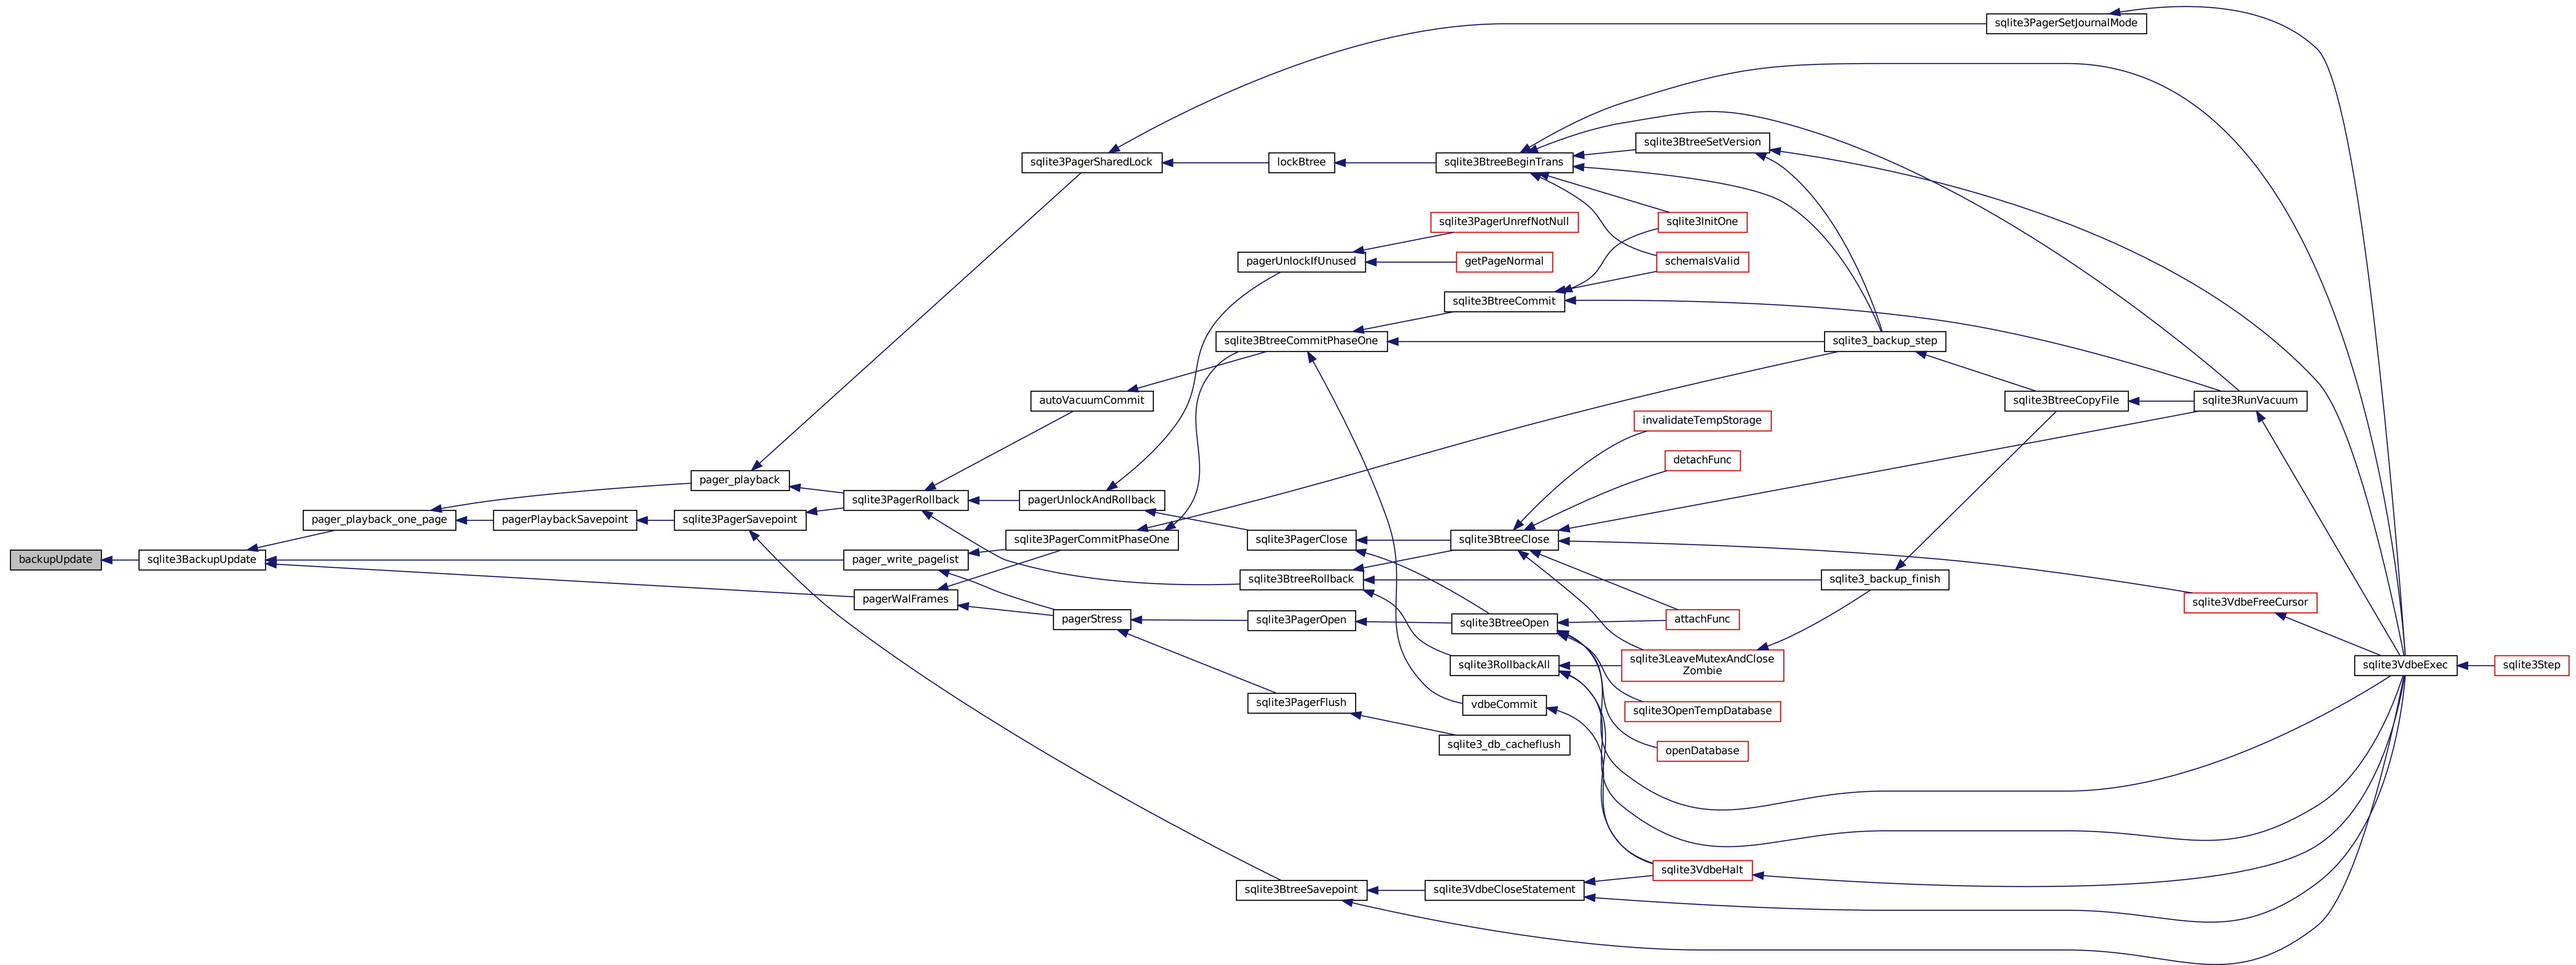 sqlite3PagerSetJournalMode
sqlite3BtreeSetVersion
sqlite3PagerSharedLock
lockBtree
sqlite3BtreeBeginTrans
sqlite3PagerUnrefNotNull
sqlite3InitOne
pagerUnlockIfUnused
getPageNormal
schemaIsValid
sqlite3BtreeCommit
sqlite3BtreeCommitPhaseOne
sqlite3_backup_step
autoVacuumCommit
sqlite3BtreeCopyFile
sqlite3RunVacuum
invalidateTempStorage
detachFunc
pager_playback
sqlite3PagerRollback
pagerUnlockAndRollback
pager_playback_one_page
pagerPlaybackSavepoint
sqlite3PagerSavepoint
sqlite3PagerCommitPhaseOne
sqlite3PagerClose
sqlite3BtreeClose
backupUpdate
sqlite3BackupUpdate
pager_write_pagelist
sqlite3BtreeRollback
sqlite3_backup_finish
pagerWalFrames
sqlite3VdbeFreeCursor
pagerStress
sqlite3PagerOpen
sqlite3BtreeOpen
attachFunc
sqlite3RollbackAll
sqlite3LeaveMutexAndClose
Zombie
sqlite3VdbeExec
sqlite3Step
sqlite3PagerFlush
vdbeCommit
sqlite3OpenTempDatabase
sqlite3_db_cacheflush
openDatabase
sqlite3VdbeHalt
sqlite3BtreeSavepoint
sqlite3VdbeCloseStatement